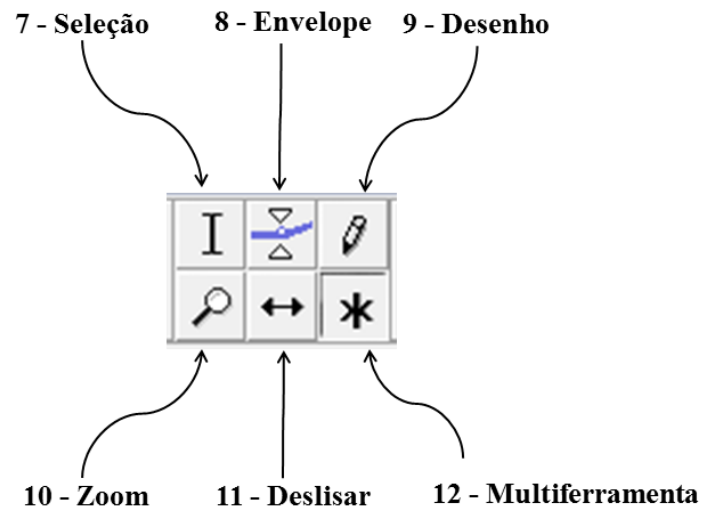 7 - Seleção
8 - Envelope
9 - Desenho
10 - Zoom
11 - Deslisar
12 - Multiferramenta